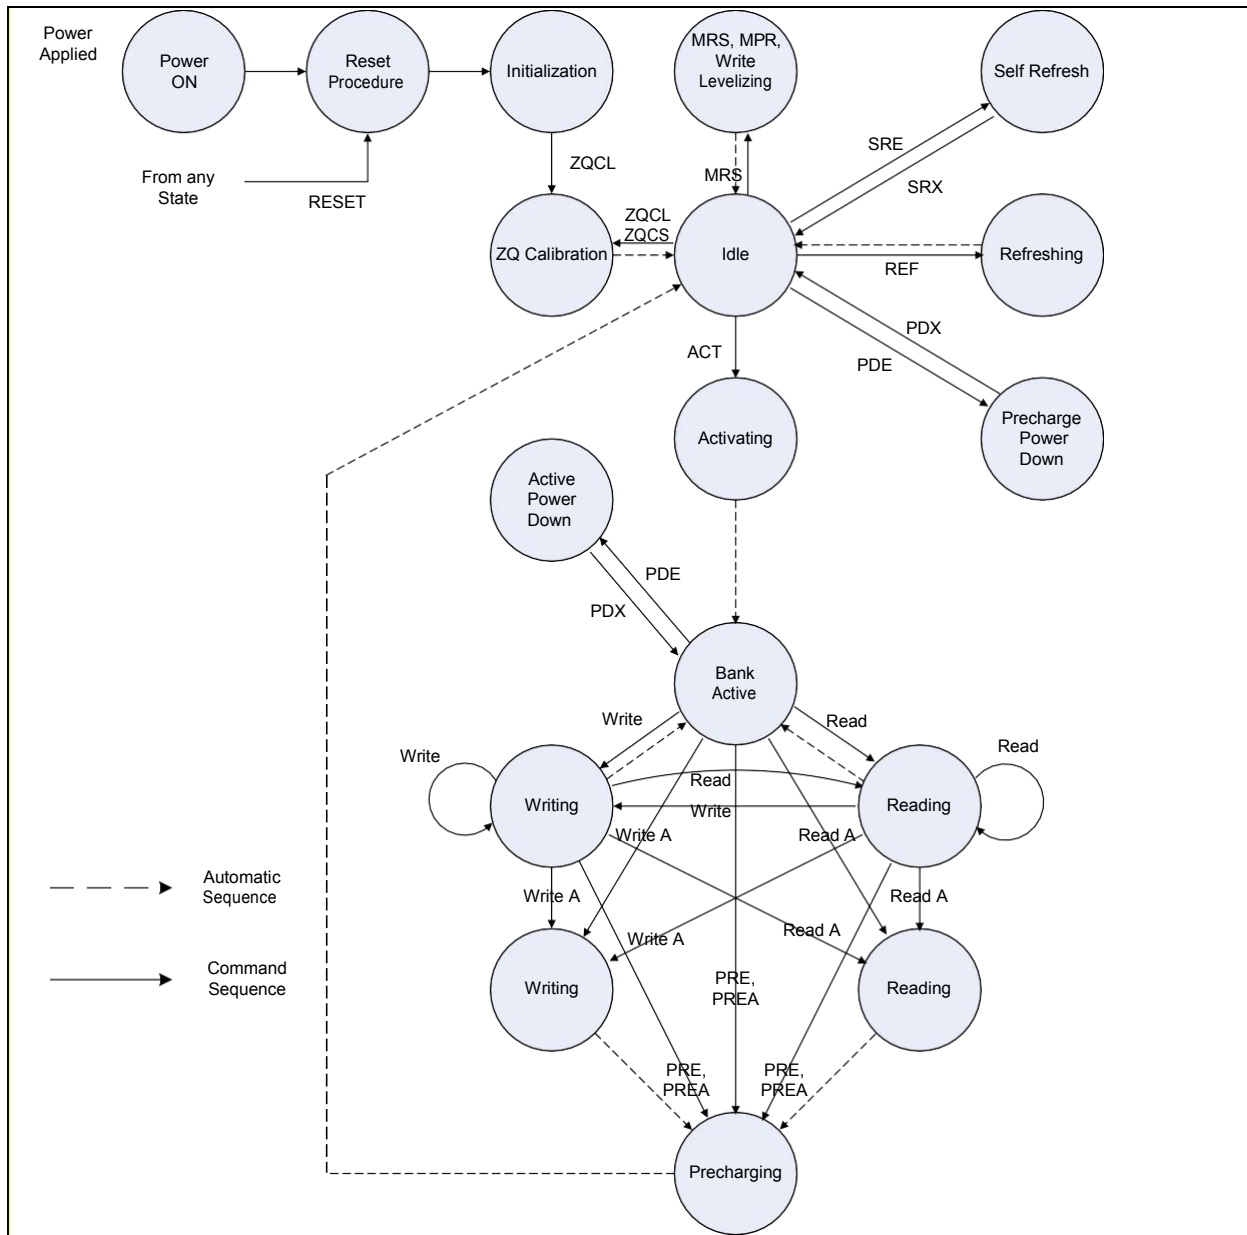 Power
Applied
Power
ON
Reset
Procedure
Initialization
MRS, MPR,
Write
Levelizing
Self Refresh
From any
State
RESET
ZQCL
MRS
SRE
SRX
ZQCL
ZQCS
ZQ Calibration
Idle
REF
Refreshing
ACT
PDX
PDE
Activating
Precharge
Power
Down
Active
Power
Down
PDE
PDX
Bank
Active
Write
Read
Write
Read
Writing
Read
Write
Reading
Write A
Read A
Automatic
Sequence
Write A
Read A
Write A
Read A
Command
Sequence
Writing
PRE,
PREA
Reading
PRE,
PREA
PRE,
PREA
Precharging